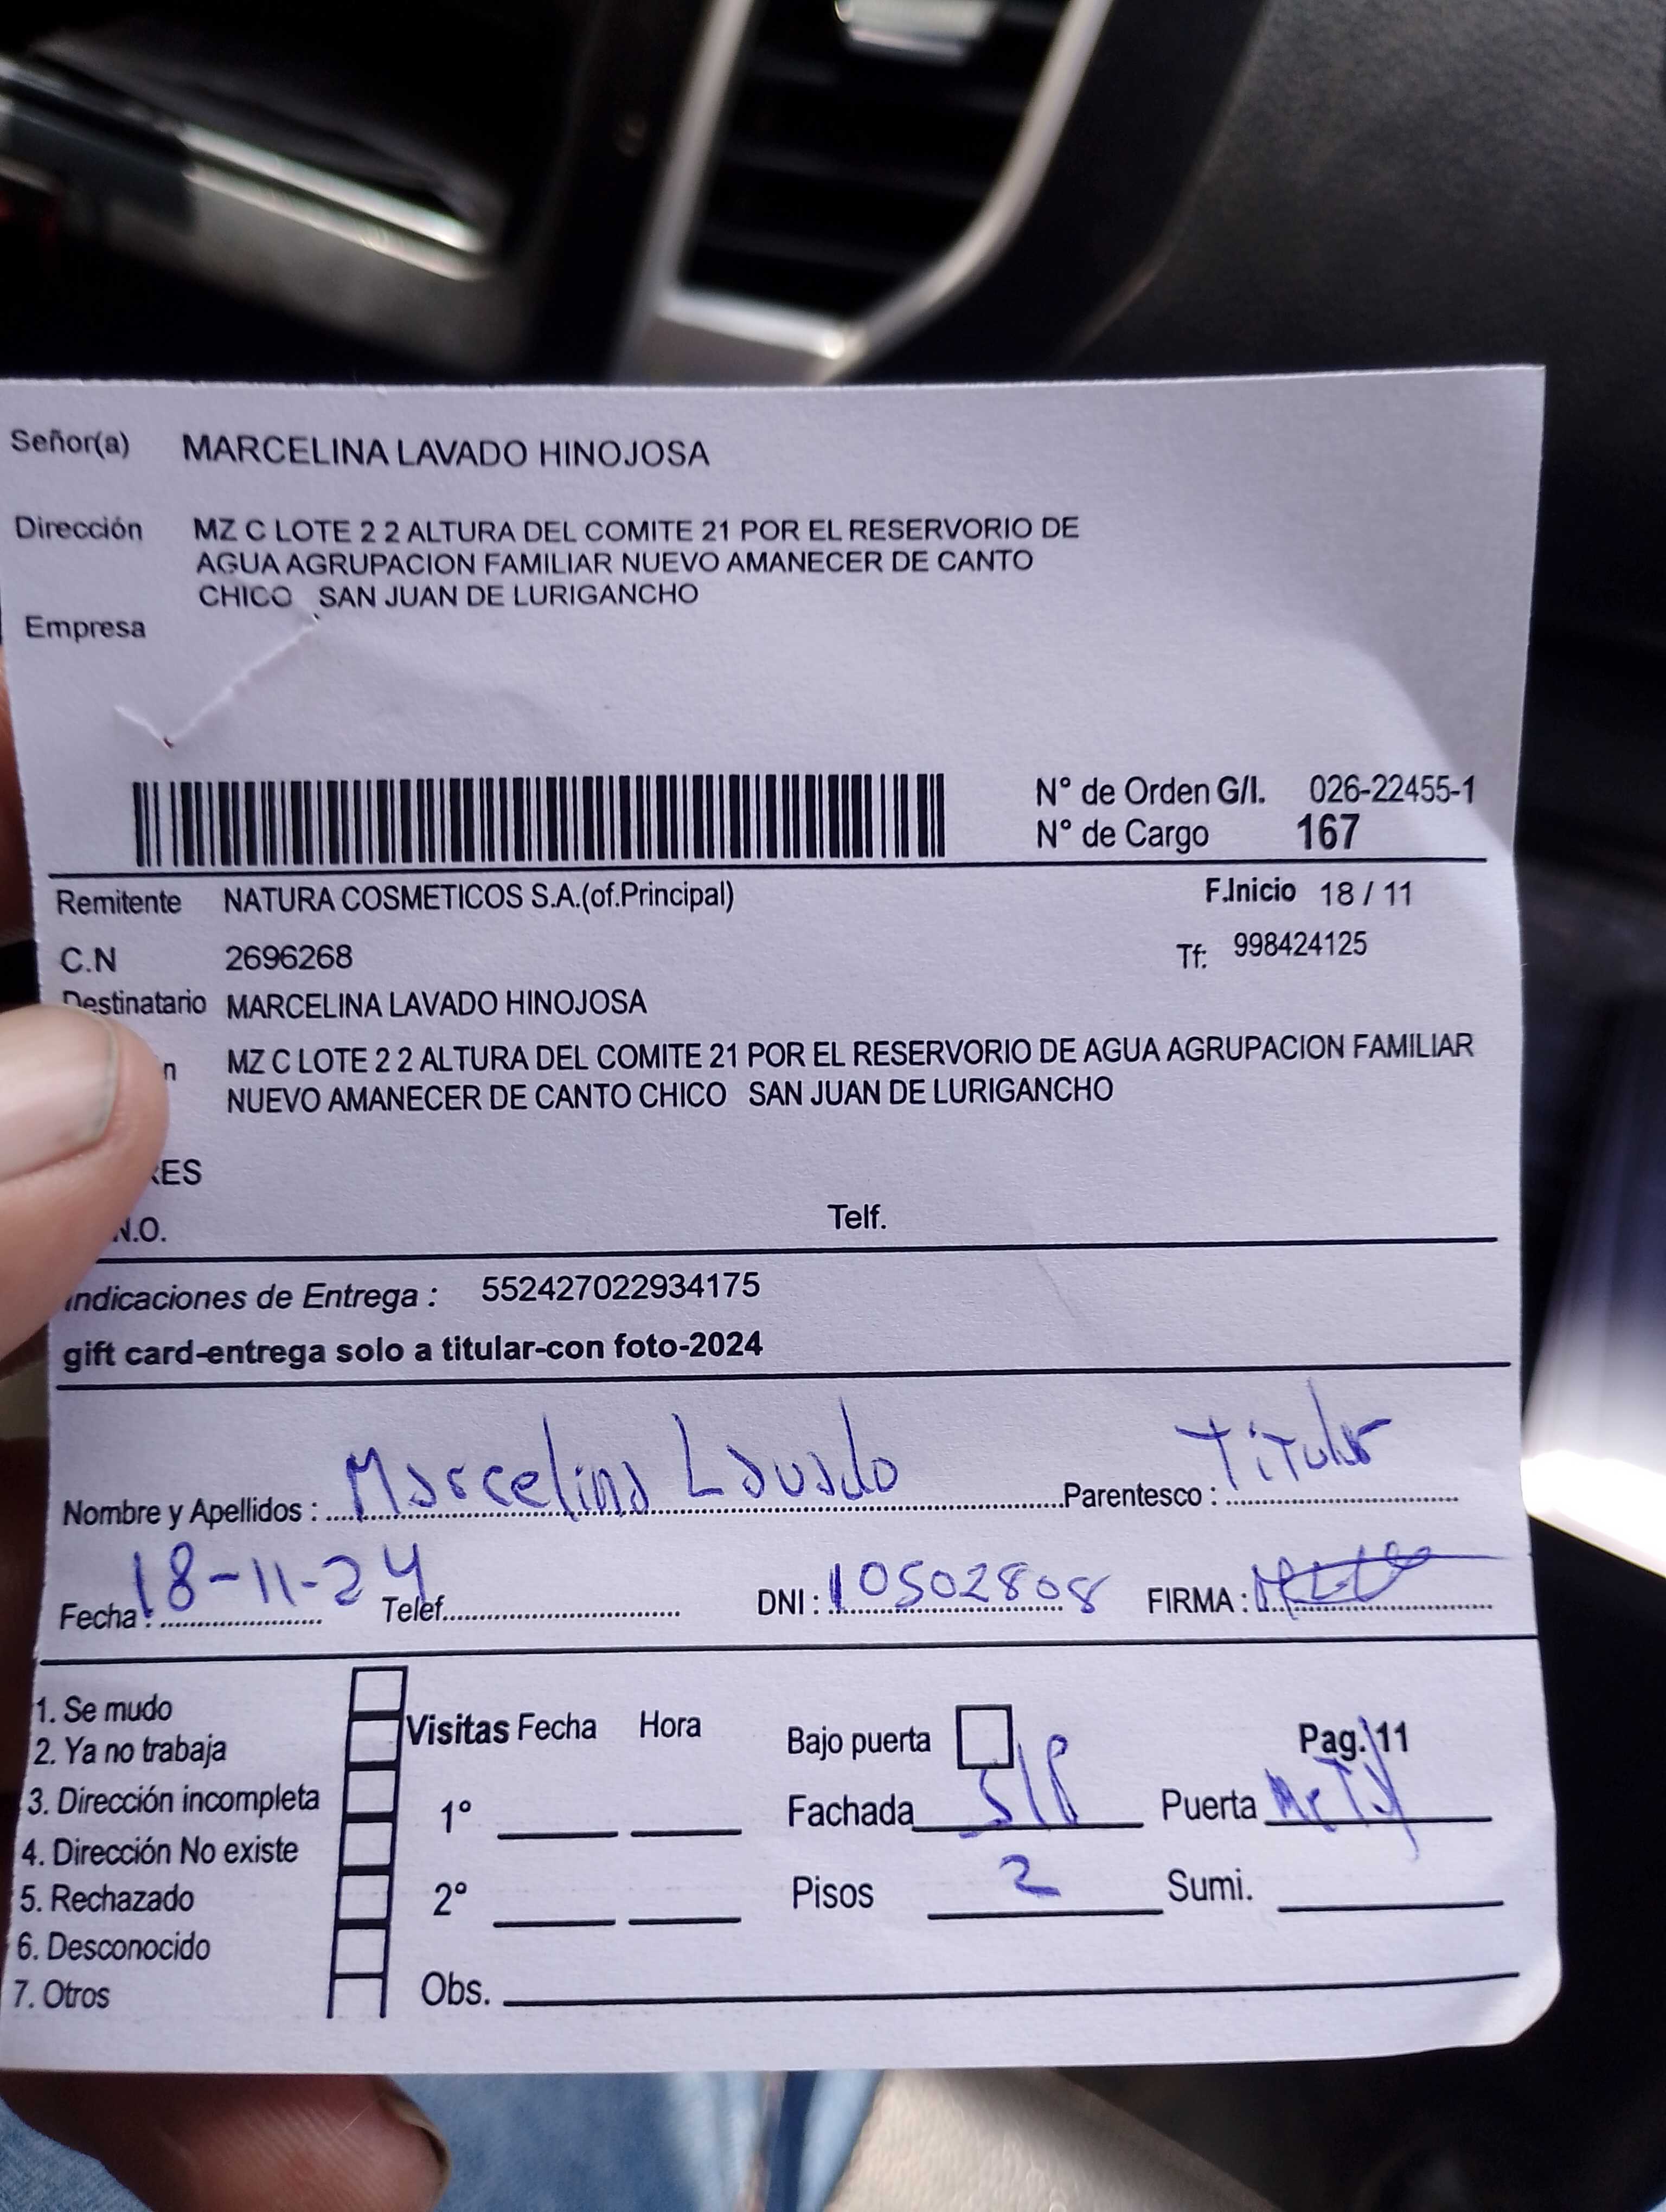 Señor(a) MARCELINA LAVADO HINOJOSA
Dirección MZ C LOTE 2 2 ALTURA DEL COMITE 21 POR EL RESERVORIO DE
AGUA AGRUPACION FAMILIAR NUEVO AMANECER DE CANTO
CHICO SAN JUAN DE LURIGANCHO
Empresa
N° de Orden G/I. 026-22455-1
N° de Cargo 167
Remitente NATURA COSMETICOS S.A.(of.Principal) F.Inicio 18 / 11
C.N 2696268 Tf: 998424125
Destinatario MARCELINA LAVADO HINOJOSA
MZ C LOTE 2 2 ALTURA DEL COMITE 21 POR EL RESERVORIO DE AGUA AGRUPACION FAMILIAR
NUEVO AMANECER DE CANTO CHICO SAN JUAN DE LURIGANCHO
N.O. Telf.
Indicaciones de Entrega : 552427022934175
gift card-entrega solo a titular-con foto-2024
Nombre y Apellidos : Marcelina Lavado Parentesco : Titular
Fecha : 18-11-24 Telef. DNI : 10502808 FIRMA :
1. Se mudo
2. Ya no trabaja
3. Dirección incompleta
4. Dirección No existe
5. Rechazado
6. Desconocido
7. Otros
Visitas Fecha Hora
1°
2°
Obs.
Bajo puerta Pag. 11
Fachada S/P Puerta
Pisos 2 Sumi.